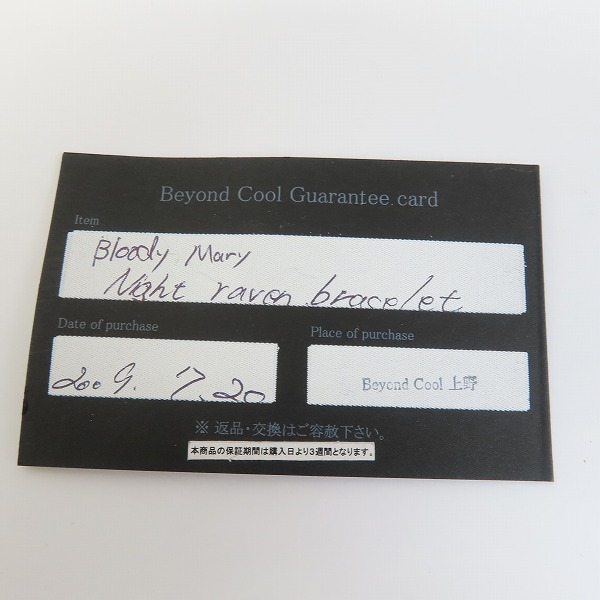 Beyond Cool Guarantee card
Item
Bloody Mary
Night raven bracelet
Date of purchase
Place of purchase
2009. 7.20
Beyond Cool 上野
※ 返品・交換はご容赦下さい。
本商品の保証期間は購入日より3週間となります。